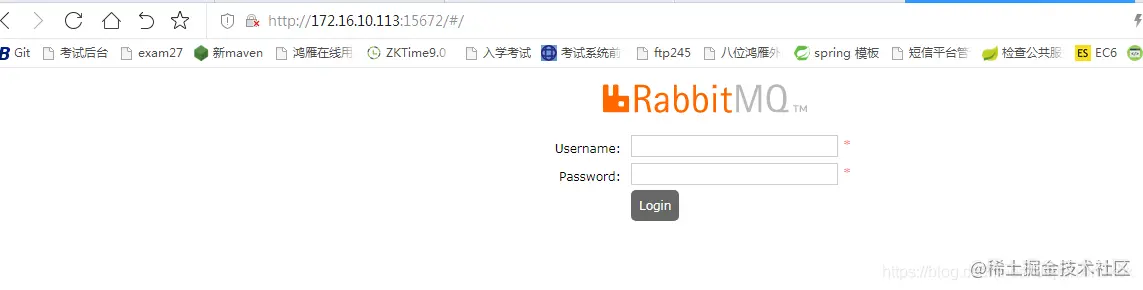 http://172.16.10.113:15672/#/
Git 考试后台 exam27 新maven 鸿雁在线用 ZKTime9.0 入学考试 考试系统前 ftp245 八位鸿雁外 spring 模板 短信平台管 检查公共服 ES EC6
RabbitMQ TM
Username: *
Password: *
Login
@稀土掘金技术社区